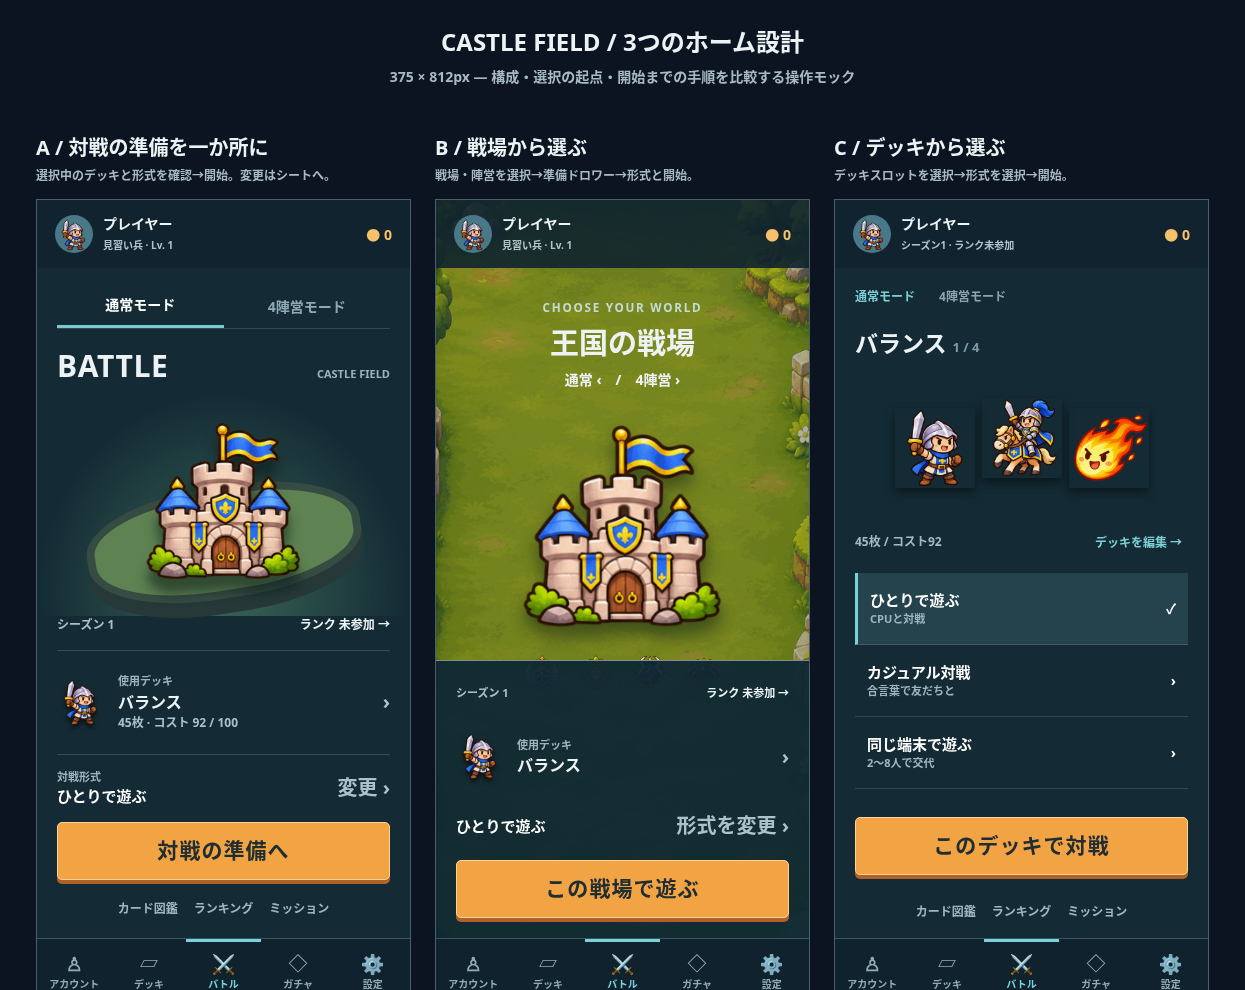 CASTLE FIELD / 3つのホーム設計
375 × 812px — 構成・選択の起点・開始までの手順を比較する操作モック
A / 対戦の準備を一か所に
選択中のデッキと形式を確認→開始。変更はシートへ。
プレイヤー
見習い兵 · Lv. 1
0
通常モード
4陣営モード
BATTLE
CASTLE FIELD
シーズン 1
ランク 未参加 →
使用デッキ
バランス
45枚 · コスト 92 / 100
›
対戦形式
ひとりで遊ぶ
変更 ›
対戦の準備へ
カード図鑑 ランキング ミッション
アカウント デッキ バトル ガチャ 設定
B / 戦場から選ぶ
戦場・陣営を選択→準備ドロワー→形式と開始。
プレイヤー
見習い兵 · Lv. 1
0
CHOOSE YOUR WORLD
王国の戦場
通常 ‹ / 4陣営 ›
シーズン 1
ランク 未参加 →
使用デッキ
バランス
›
ひとりで遊ぶ
形式を変更 ›
この戦場で遊ぶ
アカウント デッキ バトル ガチャ 設定
C / デッキから選ぶ
デッキスロットを選択→形式を選択→開始。
プレイヤー
シーズン1 · ランク未参加
0
通常モード
4陣営モード
バランス 1 / 4
45枚 / コスト92
デッキを編集 →
ひとりで遊ぶ
CPUと対戦
✓
カジュアル対戦
合言葉で友だちと
›
同じ端末で遊ぶ
2〜8人で交代
›
このデッキで対戦
カード図鑑 ランキング ミッション
アカウント デッキ バトル ガチャ 設定